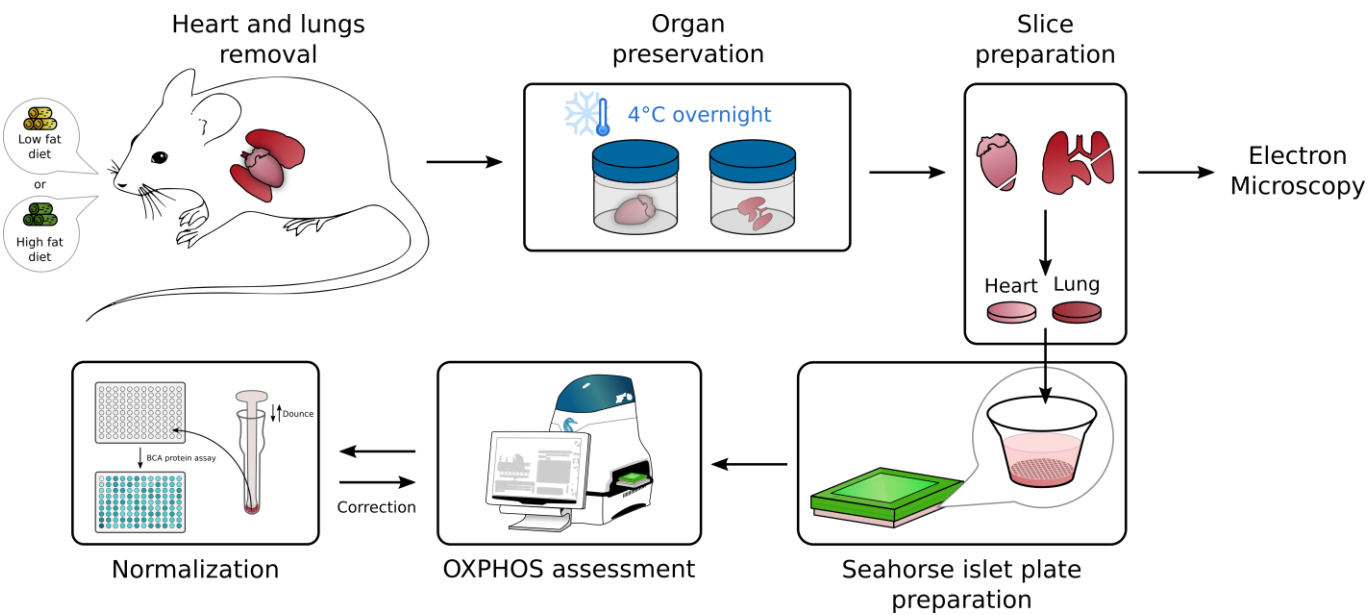 Heart and lungs
removal
Low fat
diet
or
High fat
diet
Organ
preservation
4°C overnight
Slice
preparation
Heart Lung
Electron
Microscopy
Seahorse islet plate
preparation
OXPHOS assessment
Correction
Dounce
BCA protein assay
Normalization